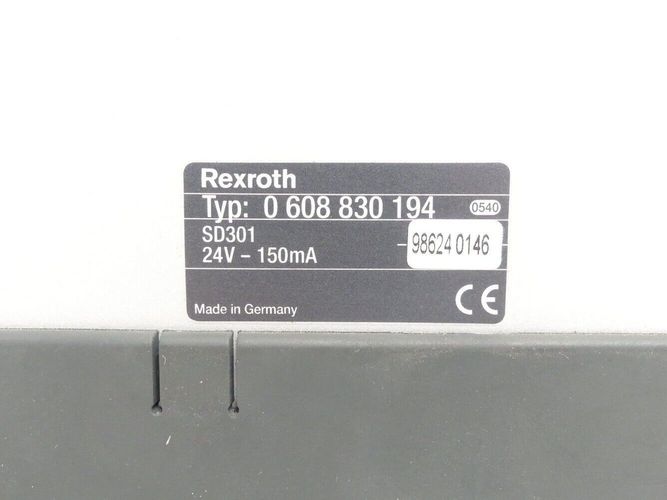 Rexroth
Typ: 0 608 830 194 0540
SD301
24V – 150mA
98624 0146
Made in Germany CE